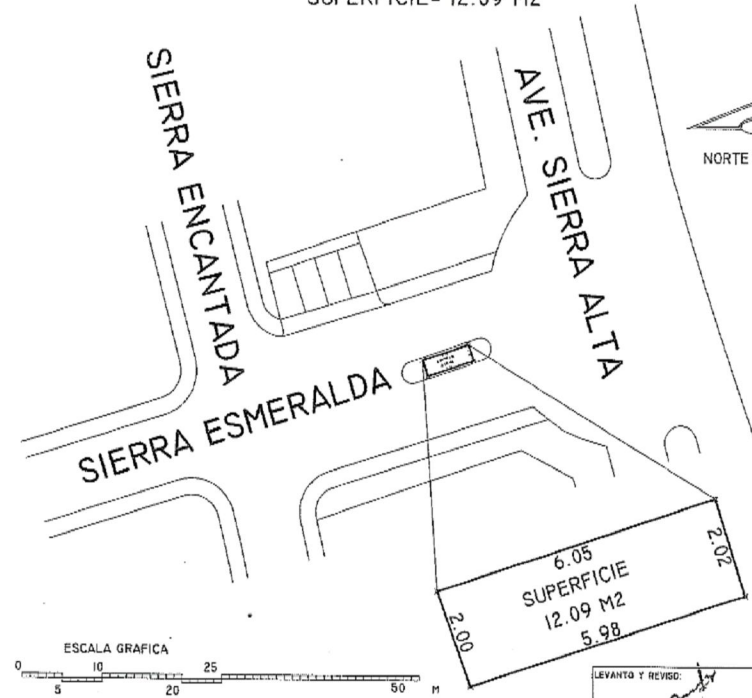 SUPERFICIE= 12.09 M2
SIERRA ENCANTADA
AVE. SIERRA ALTA
NORTE
SIERRA ESMERALDA
6.05
2.02
SUPERFICIE
12.09 M2
2.00
5.98
ESCALA GRAFICA
0 10 25
5 20 50 M
LEVANTO Y REVISO: